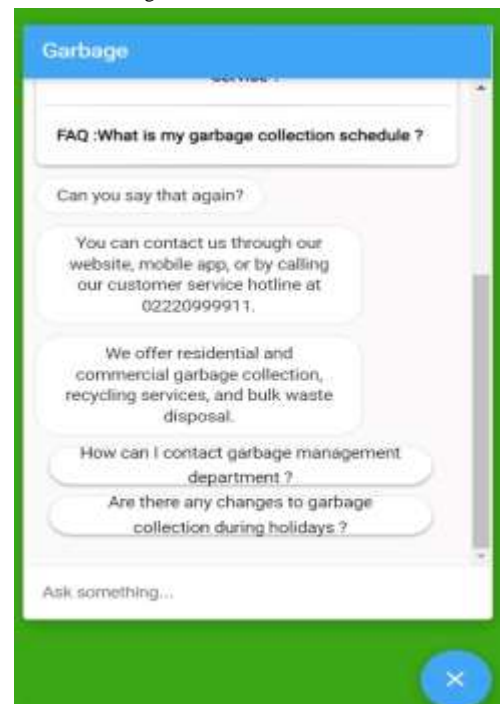 Garbage
service ?
FAQ :What is my garbage collection schedule ?
Can you say that again?
You can contact us through our
website, mobile app, or by calling
our customer service hotline at
02220999911.
We offer residential and
commercial garbage collection,
recycling services, and bulk waste
disposal.
How can I contact garbage management
department ?
Are there any changes to garbage
collection during holidays ?
Ask something...